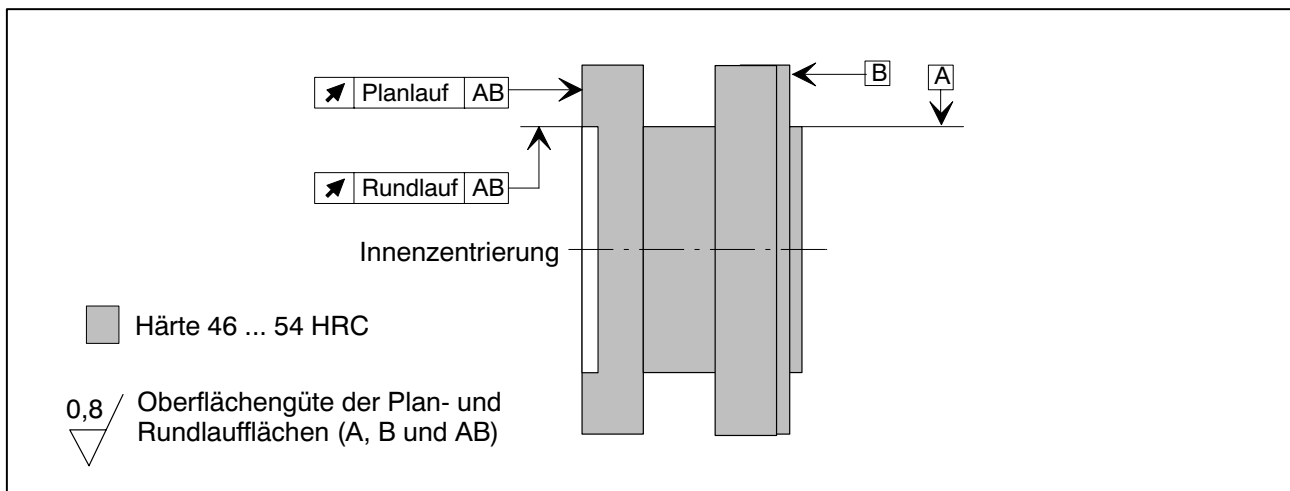 B
A
Planlauf AB
Rundlauf AB
Innenzentrierung
Härte 46 ... 54 HRC
0,8
Oberflächengüte der Plan- und
Rundlaufflächen (A, B und AB)